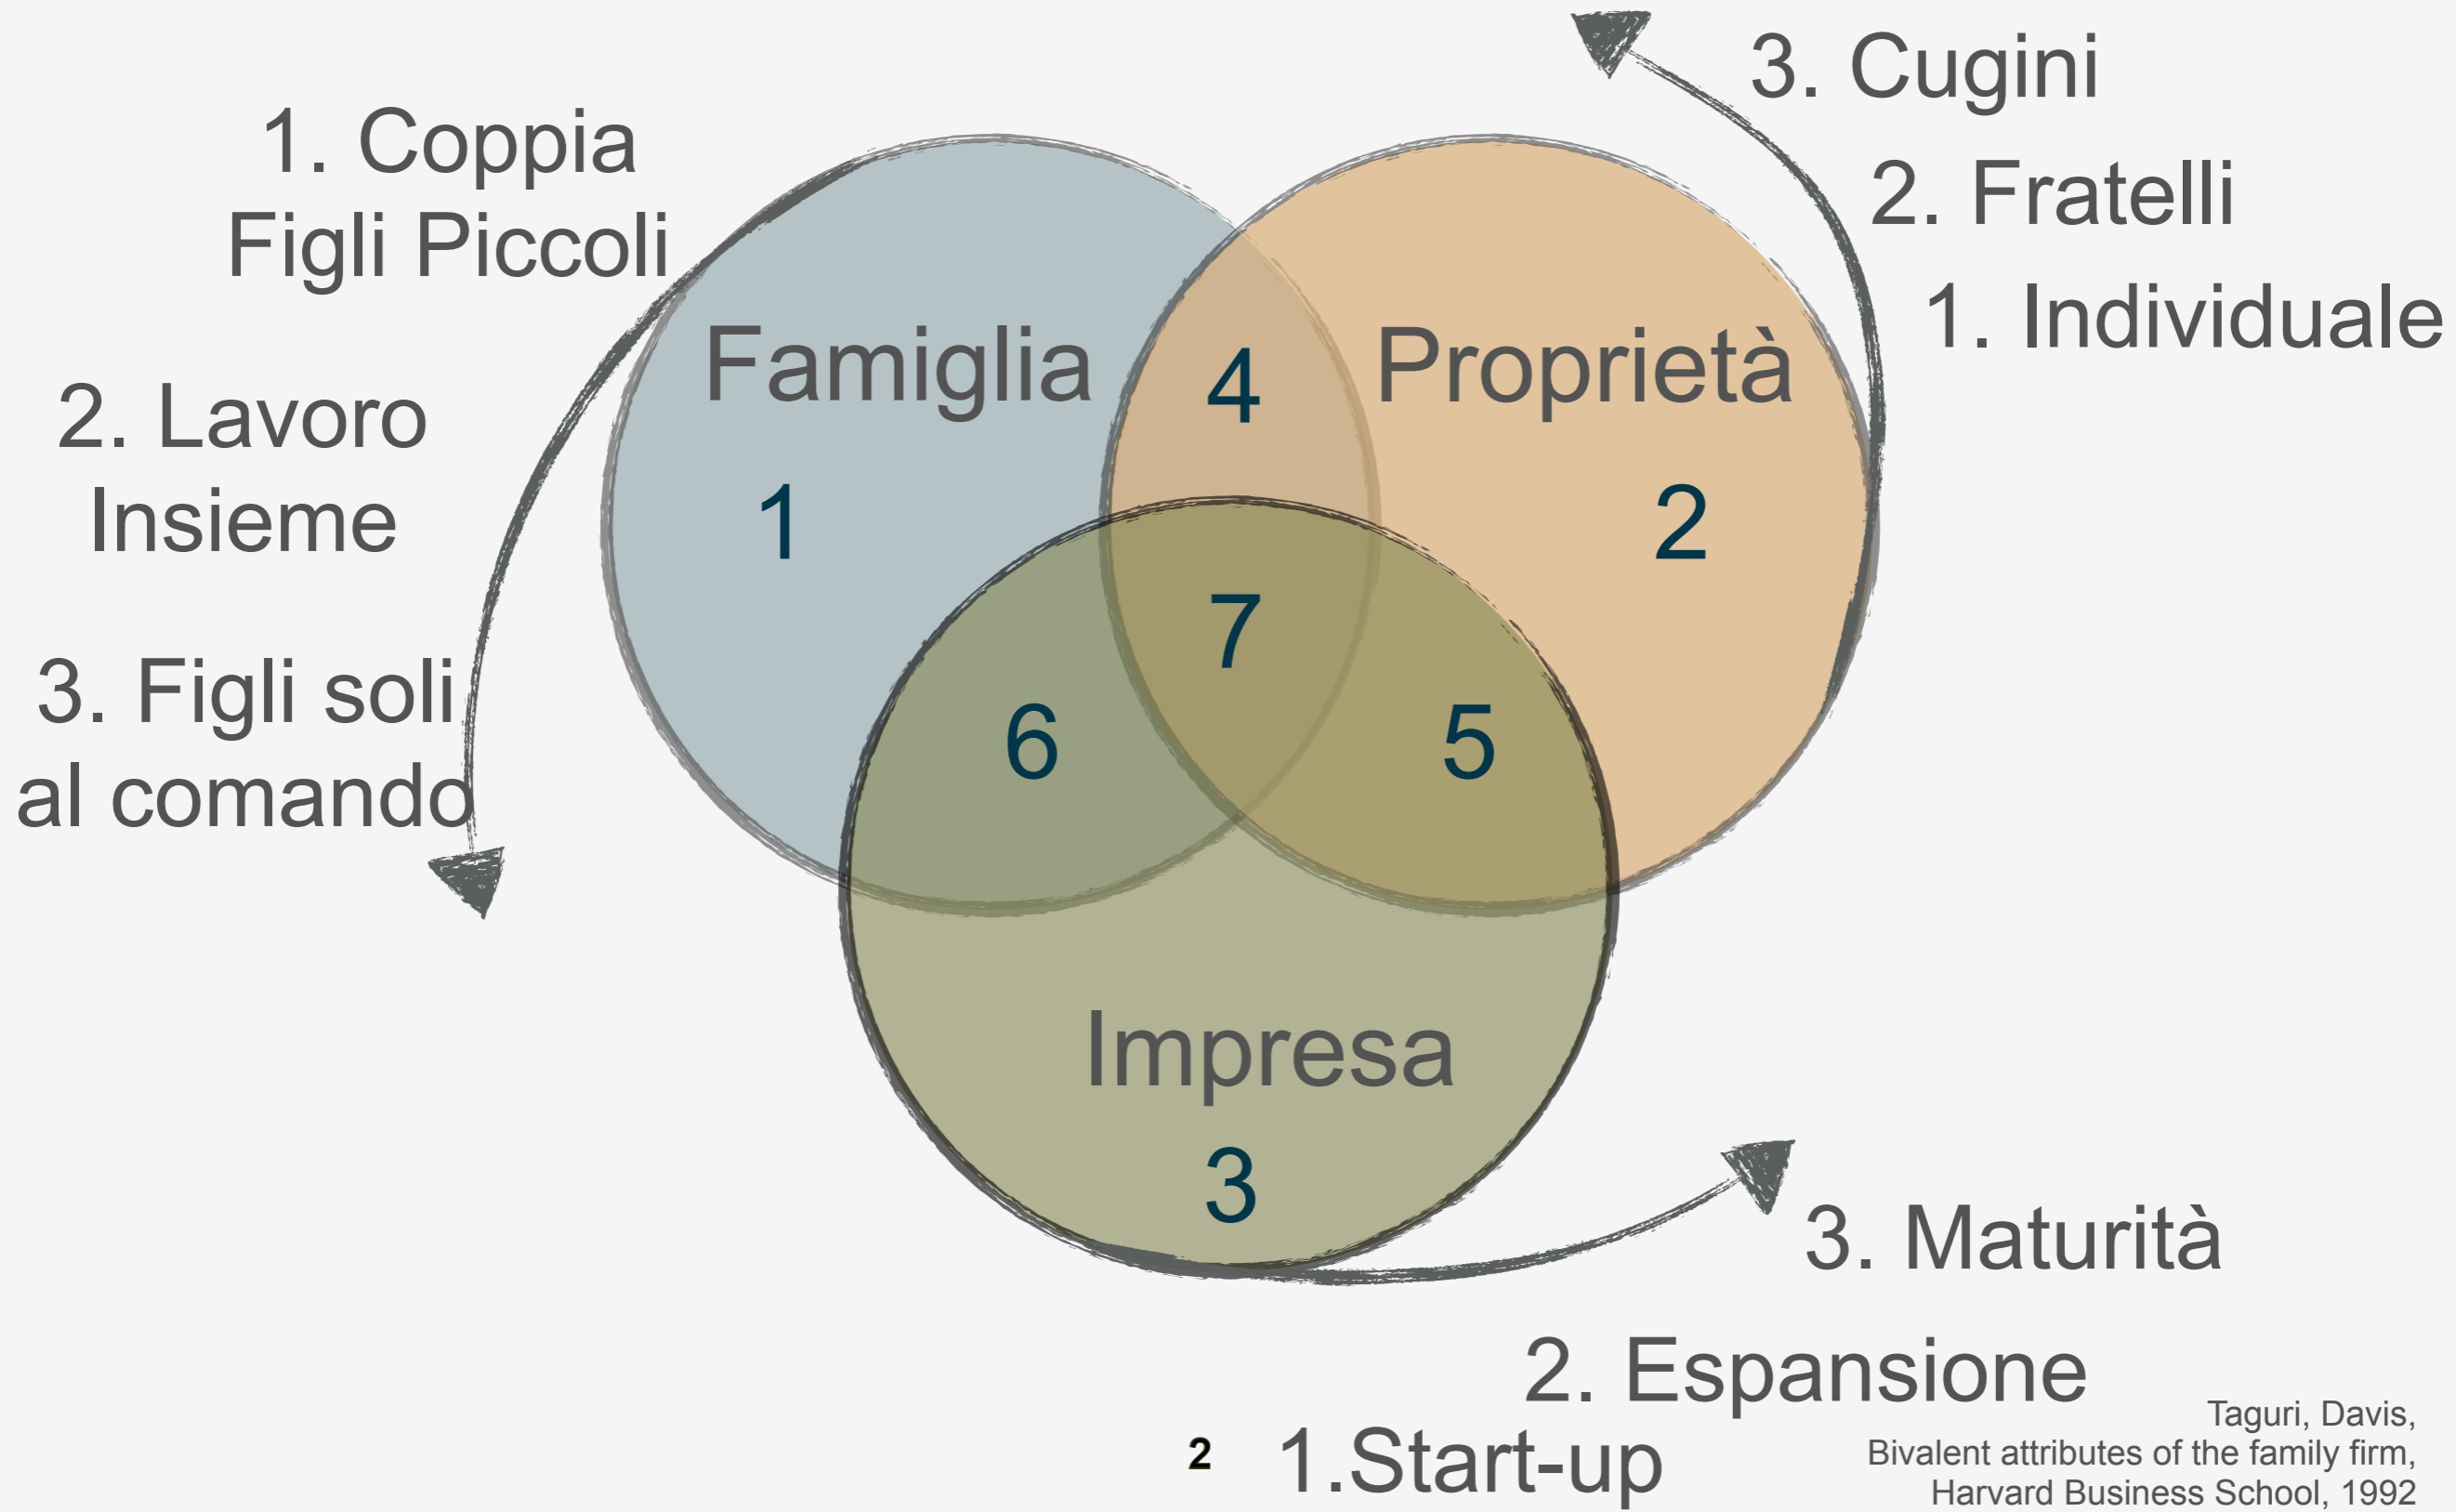 1. Coppia
Figli Piccoli
2. Lavoro
Insieme
3. Figli soli
al comando
3. Cugini
2. Fratelli
1. Individuale
Famiglia
Proprietà
4
1
2
7
6
5
Impresa
3
3. Maturità
2. Espansione
1.Start-up
2
Taguri, Davis,
Bivalent attributes of the family firm,
Harvard Business School, 1992